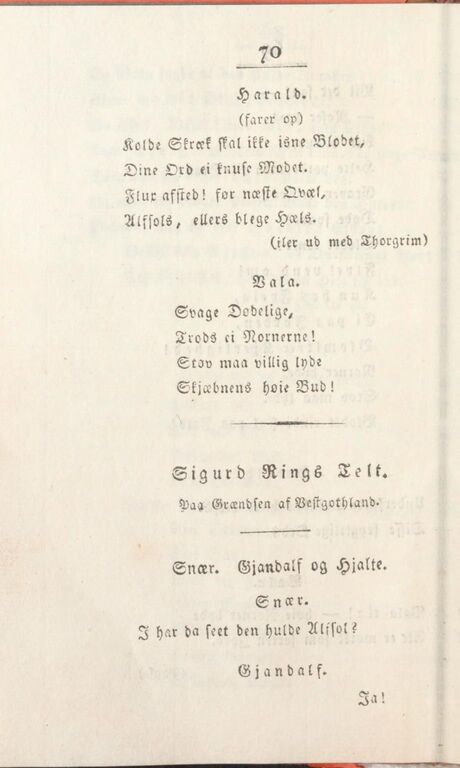 70
Harald.
(farer op)
Kolde Skræk skal ikke isne Blodet,
Dine Ord ei knuse Modet.
Flux afsted! for næste Qvæl,
Alfsols, ellers blege Hæls.
(iler ud med Thorgrim)
Vala.
Svage Dødelige,
Trods ei Nornerne!
Støv maa villig lyde
Skjæbnens høie Bud!
Sigurd Rings Telt.
Paa Grændsen af Vestgothland.
Snær. Gjandalf og Hjalte.
Snær.
I har da seet den hulde Alfsol?
Gjandalf.
Ja!